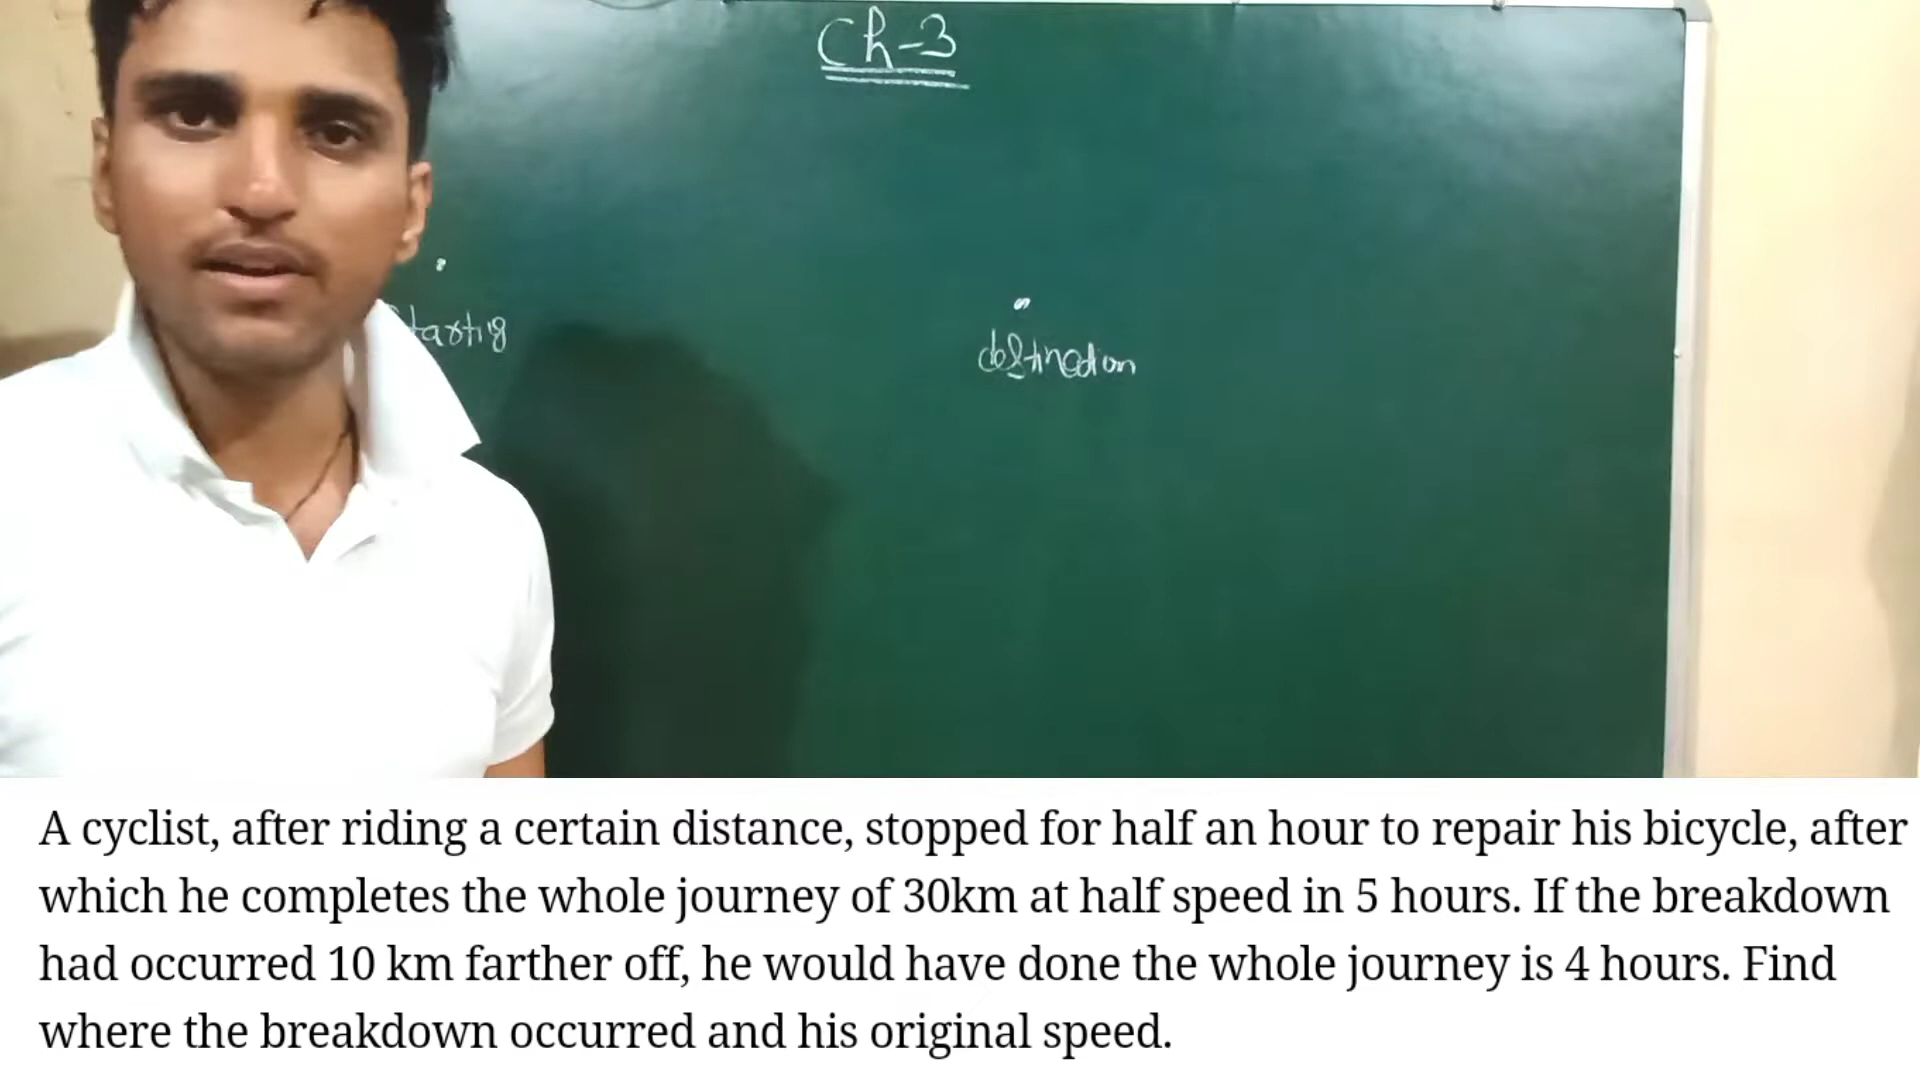 Ch-3
Starting
destination
A cyclist, after riding a certain distance, stopped for half an hour to repair his bicycle, after
which he completes the whole journey of 30km at half speed in 5 hours. If the breakdown
had occurred 10 km farther off, he would have done the whole journey is 4 hours. Find
where the breakdown occurred and his original speed.